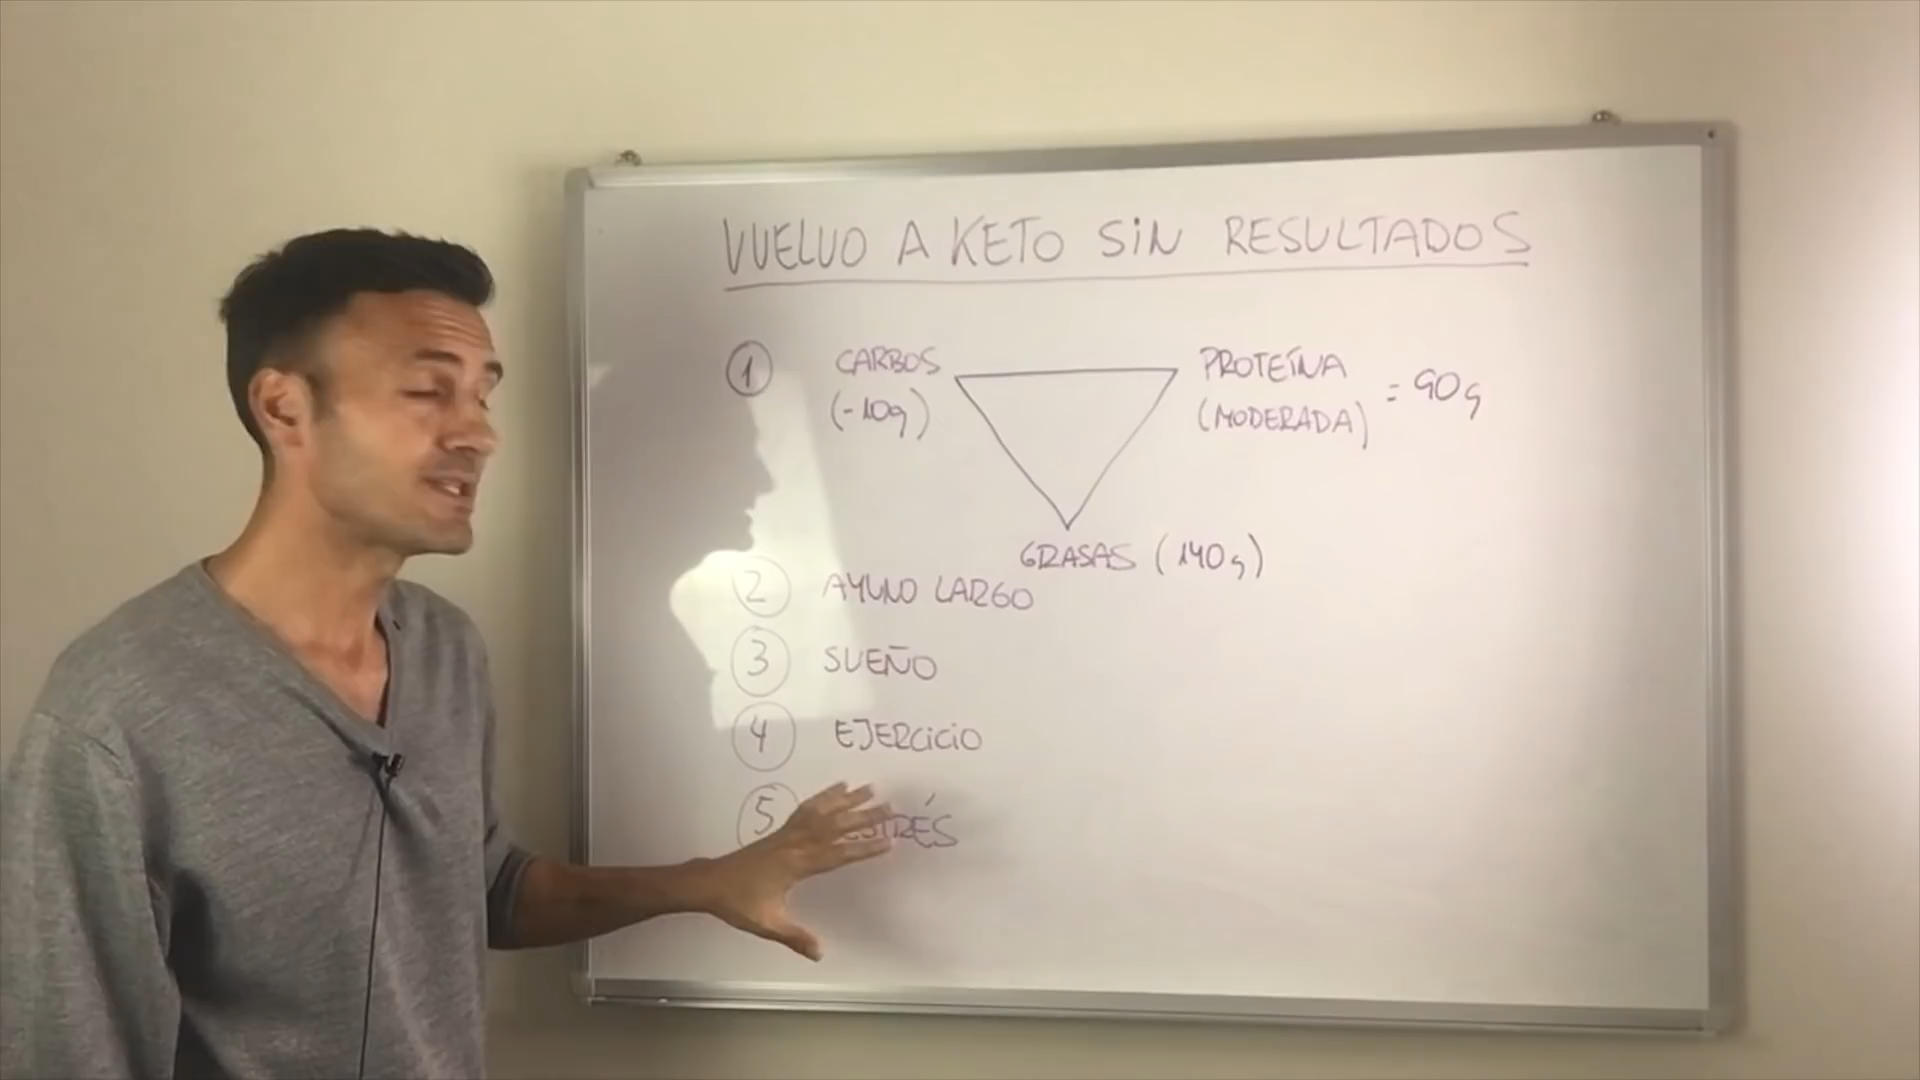 VUELVO A KETO SIN RESULTADOS
1 CARBOS
(-10g)
PROTEÍNA
(MODERADA) = 90g
GRASAS (140g)
2 AYUNO LARGO
3 SUEÑO
4 EJERCICIO
5 ESTRÉS